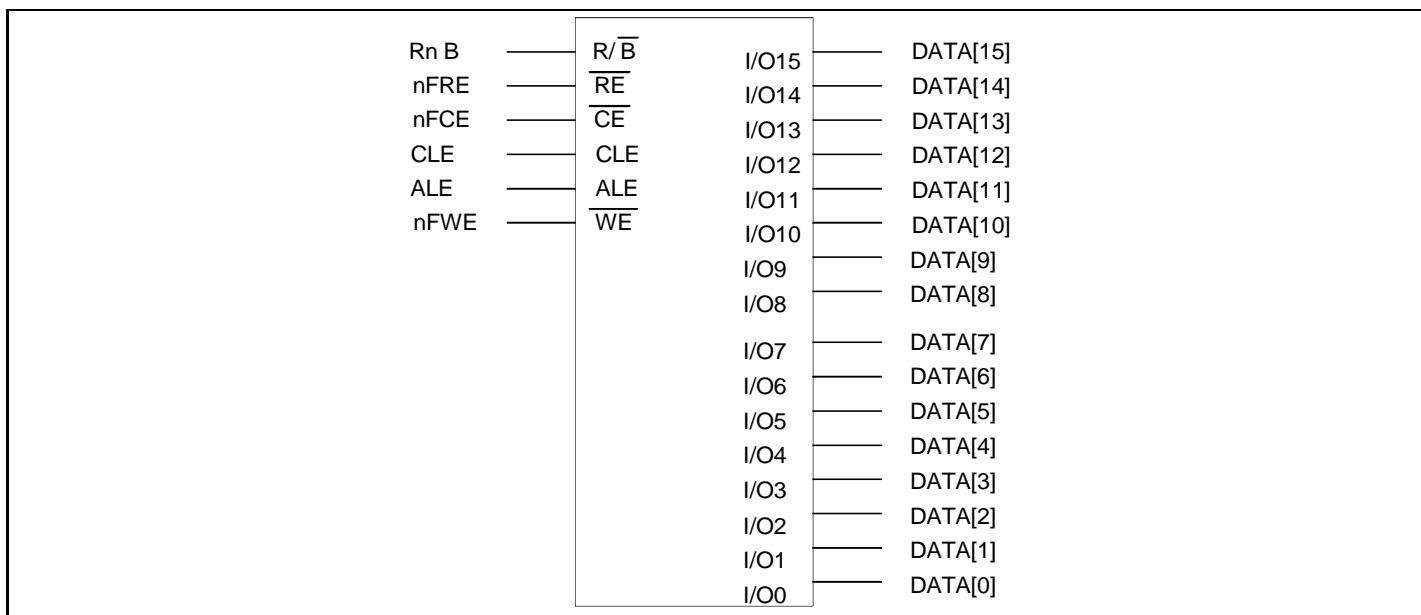 Rn B R/ B I/O15 DATA[15]
nFRE RE I/O14 DATA[14]
nFCE CE I/O13 DATA[13]
CLE CLE I/O12 DATA[12]
ALE ALE I/O11 DATA[11]
nFWE WE I/O10 DATA[10]
I/O9 DATA[9]
I/O8 DATA[8]
I/O7 DATA[7]
I/O6 DATA[6]
I/O5 DATA[5]
I/O4 DATA[4]
I/O3 DATA[3]
I/O2 DATA[2]
I/O1 DATA[1]
I/O0 DATA[0]